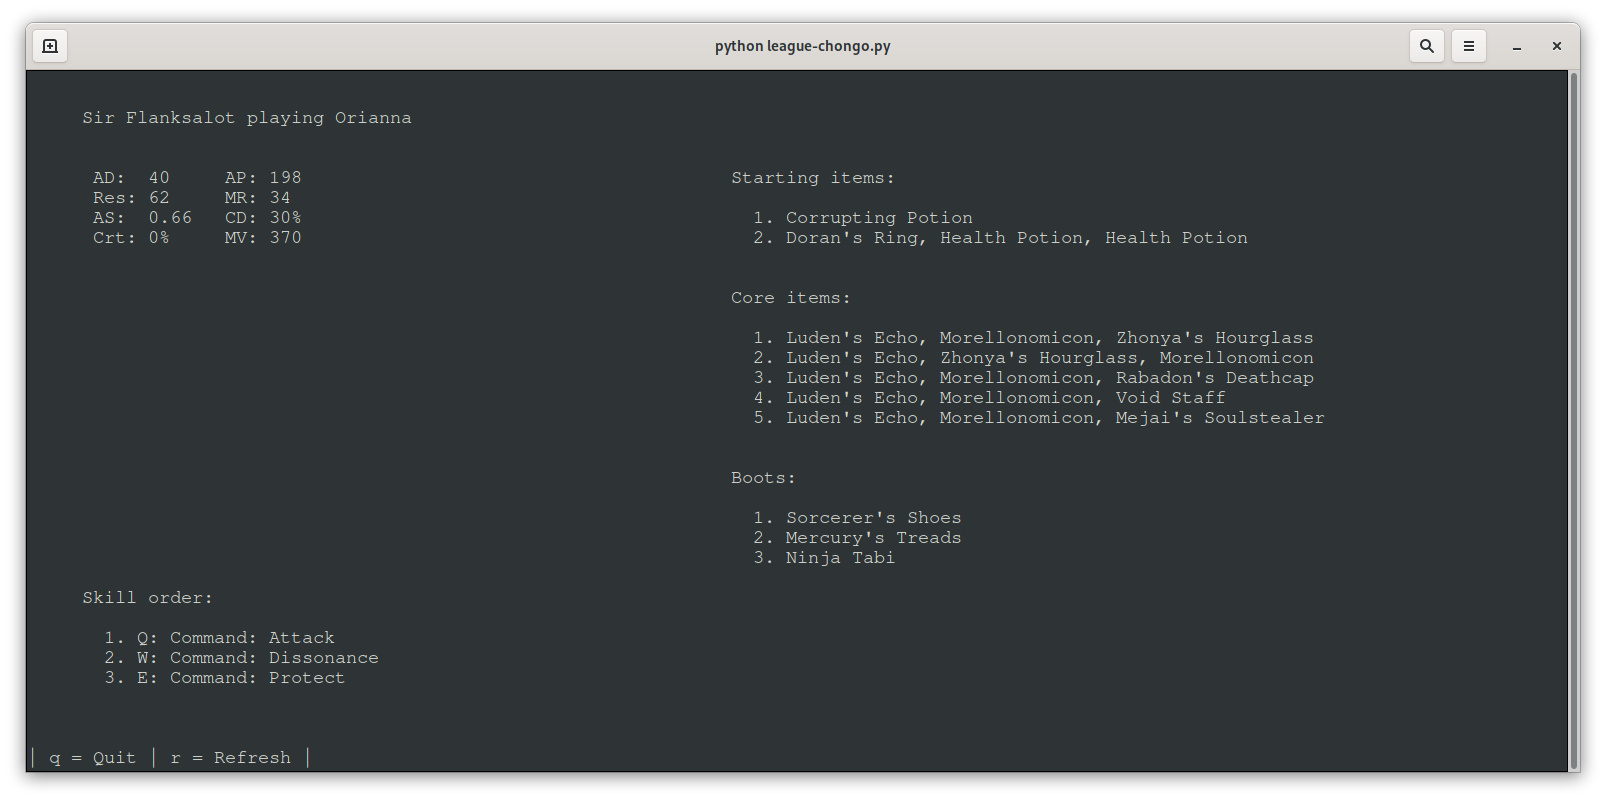 python league-chongo.py
Sir Flanksalot playing Orianna
AD: 40 AP: 198
Res: 62 MR: 34
AS: 0.66 CD: 30%
Crt: 0% MV: 370
Starting items:
1. Corrupting Potion
2. Doran's Ring, Health Potion, Health Potion
Core items:
1. Luden's Echo, Morellonomicon, Zhonya's Hourglass
2. Luden's Echo, Zhonya's Hourglass, Morellonomicon
3. Luden's Echo, Morellonomicon, Rabadon's Deathcap
4. Luden's Echo, Morellonomicon, Void Staff
5. Luden's Echo, Morellonomicon, Mejai's Soulstealer
Boots:
1. Sorcerer's Shoes
2. Mercury's Treads
3. Ninja Tabi
Skill order:
1. Q: Command: Attack
2. W: Command: Dissonance
3. E: Command: Protect
| q = Quit | r = Refresh |